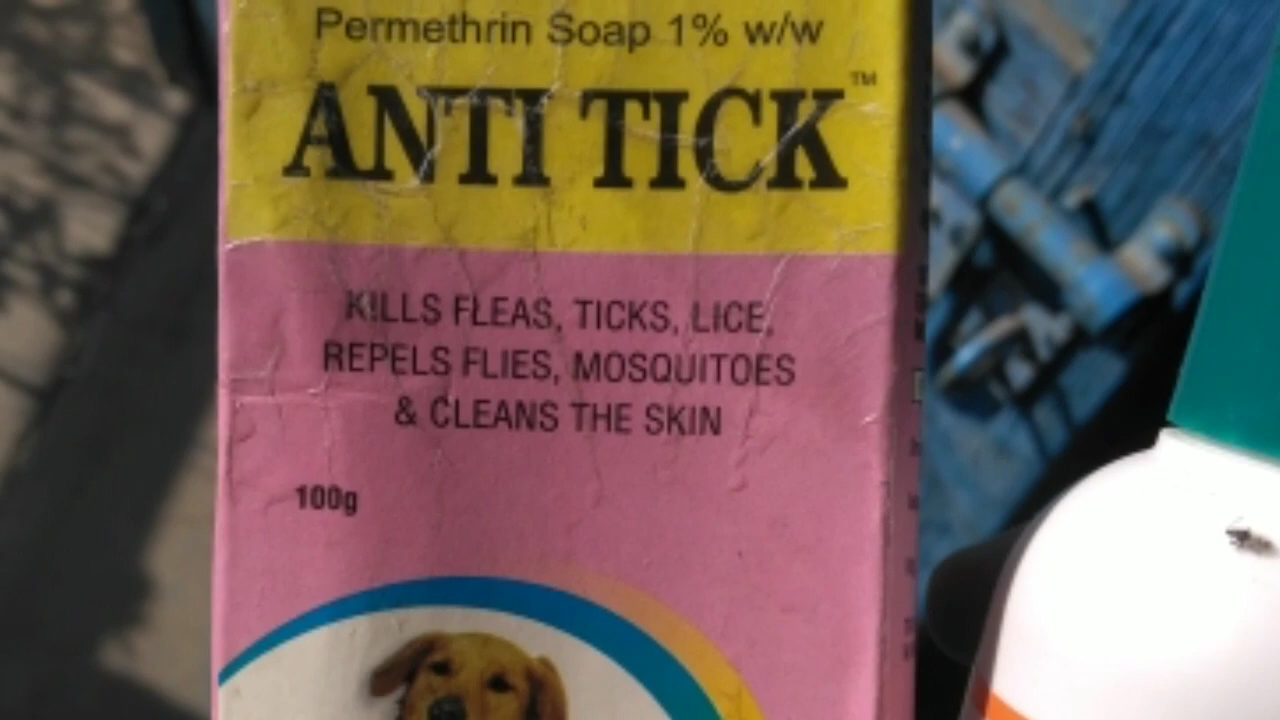 Permethrin Soap 1% w/w
ANTI TICK™
KILLS FLEAS, TICKS, LICE,
REPELS FLIES, MOSQUITOES
& CLEANS THE SKIN
100g